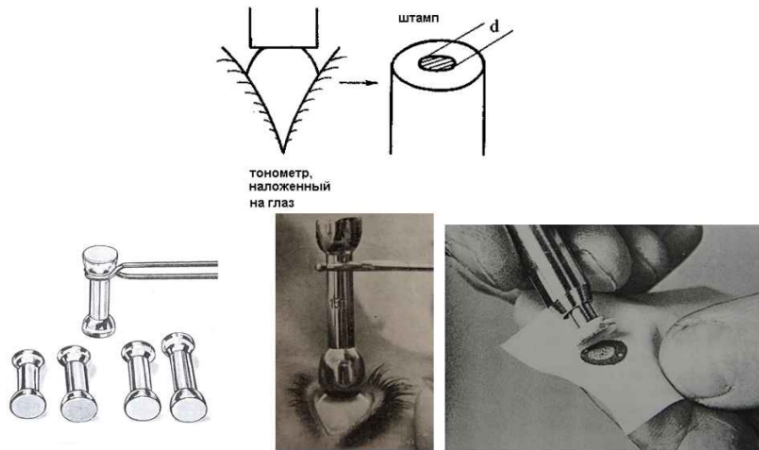 штамп
d
тонометр,
наложенный
на глаз